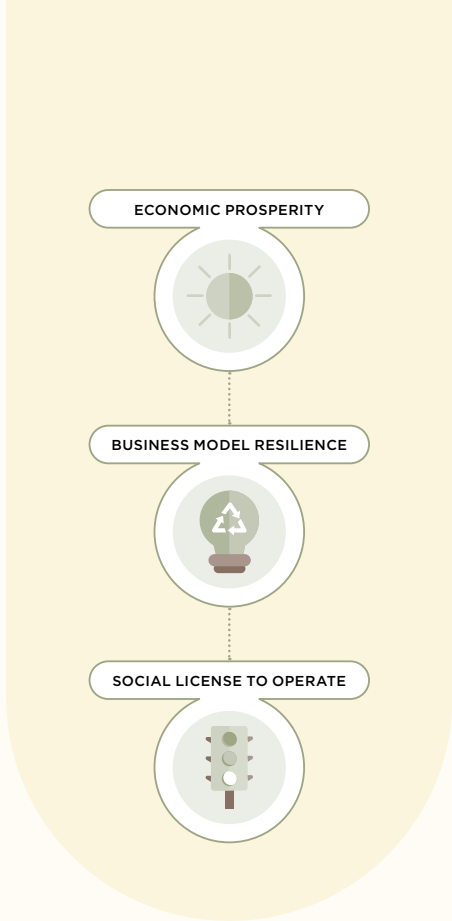 ECONOMIC PROSPERITY
BUSINESS MODEL RESILIENCE
SOCIAL LICENSE TO OPERATE